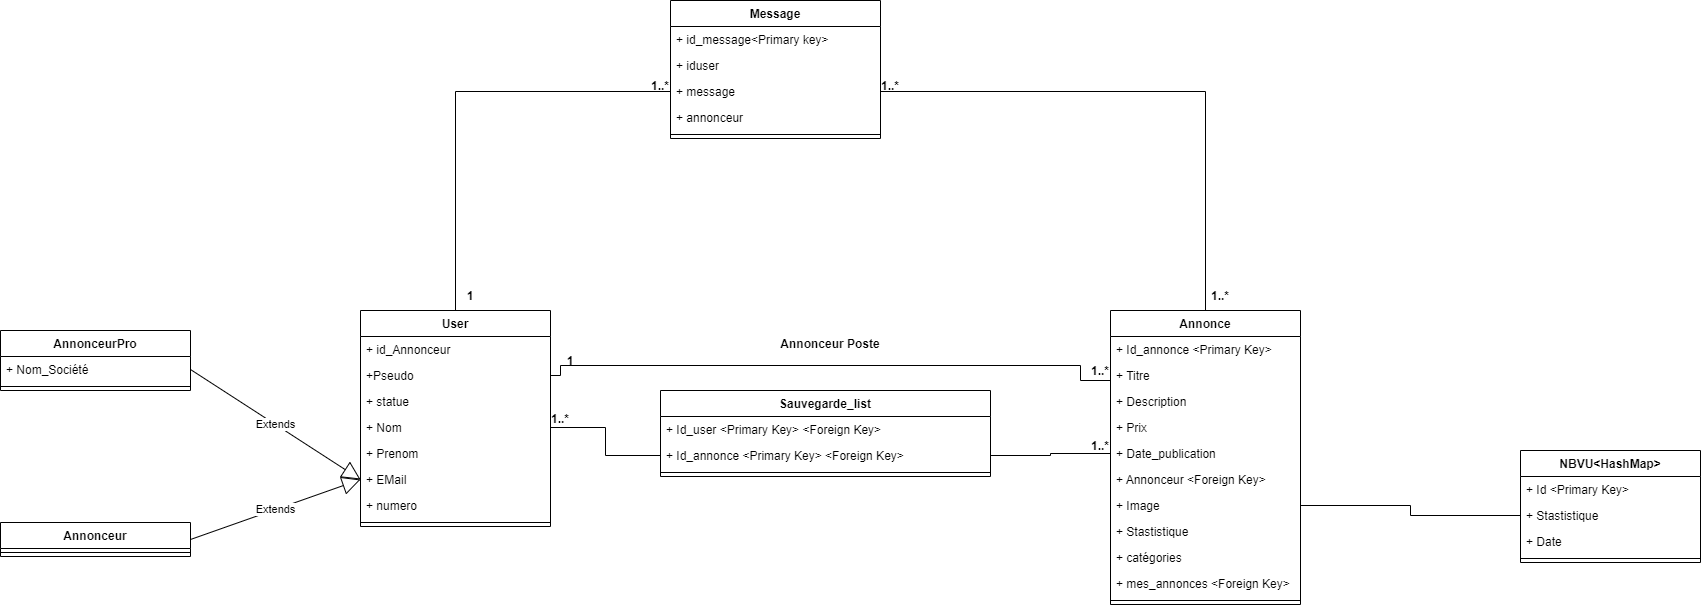 Message
+ id_message<Primary key>
+ iduser
+ message
+ annonceur
1..*
1..*
1
1..*
AnnonceurPro
+ Nom_Société
Extends
Extends
Annonceur
User
+ id_Annonceur
+Pseudo
+ statue
+ Nom
+ Prenom
+ EMail
+ numero
Annonceur Poste
1
1..*
1..*
1..*
Sauvegarde_list
+ Id_user <Primary Key> <Foreign Key>
+ Id_annonce <Primary Key> <Foreign Key>
Annonce
+ Id_annonce <Primary Key>
+ Titre
+ Description
+ Prix
+ Date_publication
+ Annonceur <Foreign Key>
+ Image
+ Stastistique
+ catégories
+ mes_annonces <Foreign Key>
NBVU<HashMap>
+ Id <Primary Key>
+ Stastistique
+ Date